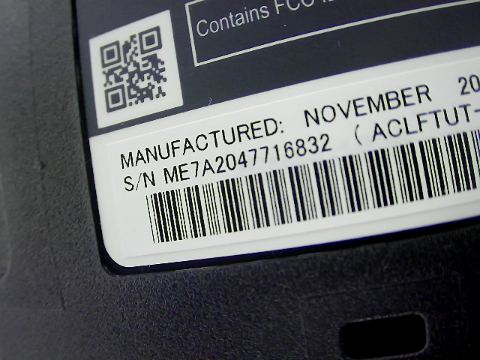 Contains FCC
MANUFACTURED: NOVEMBER 20
S/N ME7A2047716832 ( ACLFTUT-